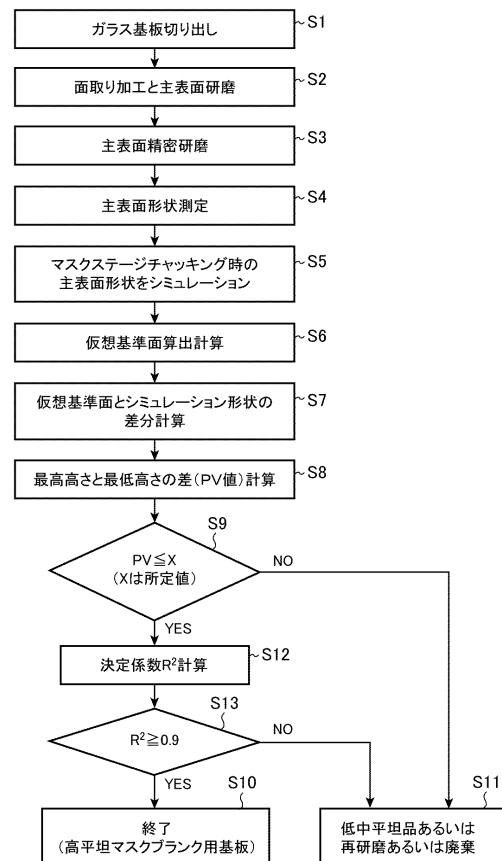 ガラス基板切り出し
S1
面取り加工と主表面研磨
S2
主表面精密研磨
S3
主表面形状測定
S4
マスクステージチャッキング時の
主表面形状をシミュレーション
S5
仮想基準面算出計算
S6
仮想基準面とシミュレーション形状の
差分計算
S7
最高高さと最低高さの差(PV値)計算
S8
S9
PV≦X
(Xは所定値)
NO
YES
決定係数R²計算
S12
S13
R²≧0.9
NO
YES
S10
終了
(高平坦マスクブランク用基板)
S11
低中平坦品あるいは
再研磨あるいは廃棄